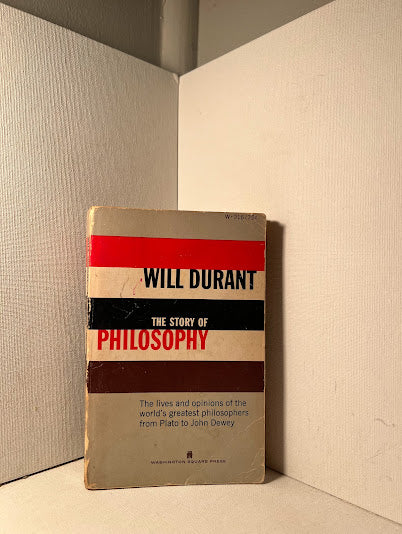 WILL DURANT
THE STORY OF
PHILOSOPHY
The lives and opinions of the
world's greatest philosophers
from Plato to John Dewey
WASHINGTON SQUARE PRESS